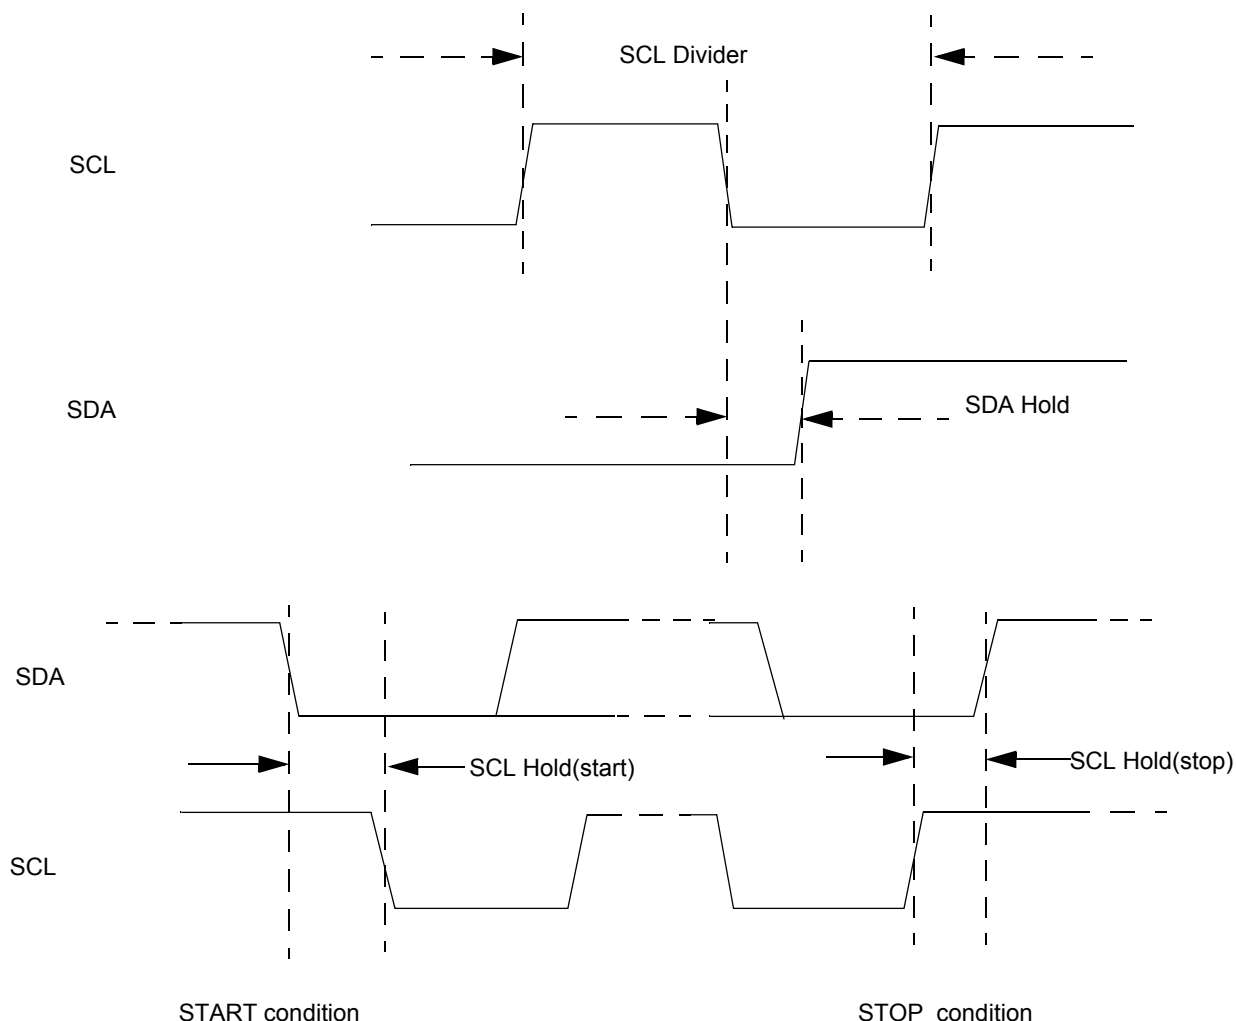 SCL Divider
SCL
SDA
SDA Hold
SDA
SCL Hold(start)
SCL Hold(stop)
SCL
START condition
STOP condition